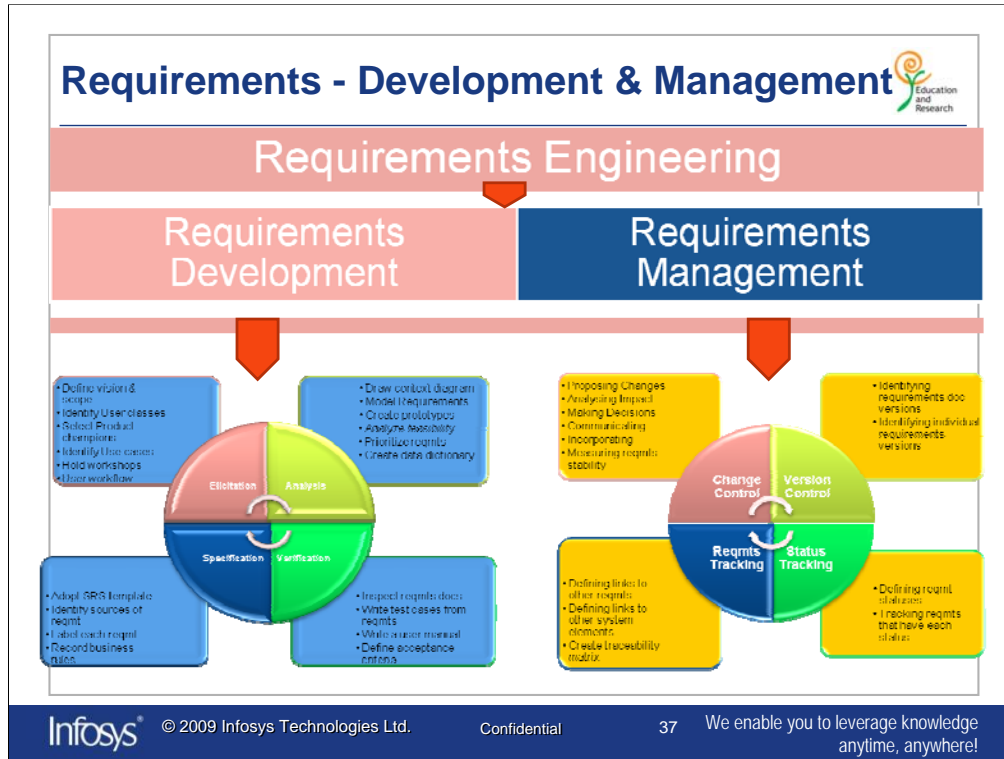 Requirements - Development & Management
Education
and
Research
Requirements Engineering
Requirements
Development
Requirements
Management
• Define vision &
scope
• Identify User classes
• Select Product
champions
• Identify Use cases
• Hold workshops
• User workflow
• Draw context diagram
• Model Requirements
• Create prototypes
• Analyze feasibility
• Prioritize reqmts
• Create data dictionary
Elicitation
Analysis
Specification
Verification
• Adopt SRS template
• Identify sources of
reqmt
• Label each reqmt
• Record business
rules
• Inspect reqmts docs
• Write test cases from
reqmts
• Write a user manual
• Define acceptance
criteria
• Proposing Changes
• Analysing Impact
• Making Decisions
• Communicating
• Incorporating
• Measuring reqmts
stability
• Identifying
requirements doc
versions
• Identifying individual
requirements
versions
Change
Control
Version
Control
Reqmts
Tracking
Status
Tracking
• Defining links to
other reqmts
• Defining links to
other system
elements
• Create traceability
matrix
• Defining reqmt
statuses
• Tracking reqmts
that have each
status
Infosys®
© 2009 Infosys Technologies Ltd.
Confidential
37
We enable you to leverage knowledge
anytime, anywhere!